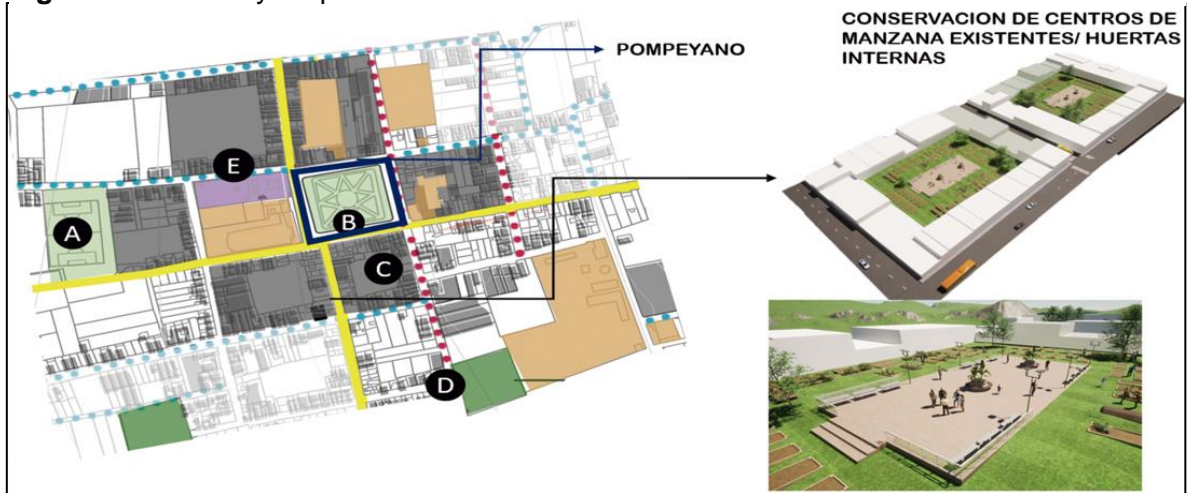 POMPEYANO
CONSERVACION DE CENTROS DE
MANZANA EXISTENTES/ HUERTAS
INTERNAS
E
A
B
C
D